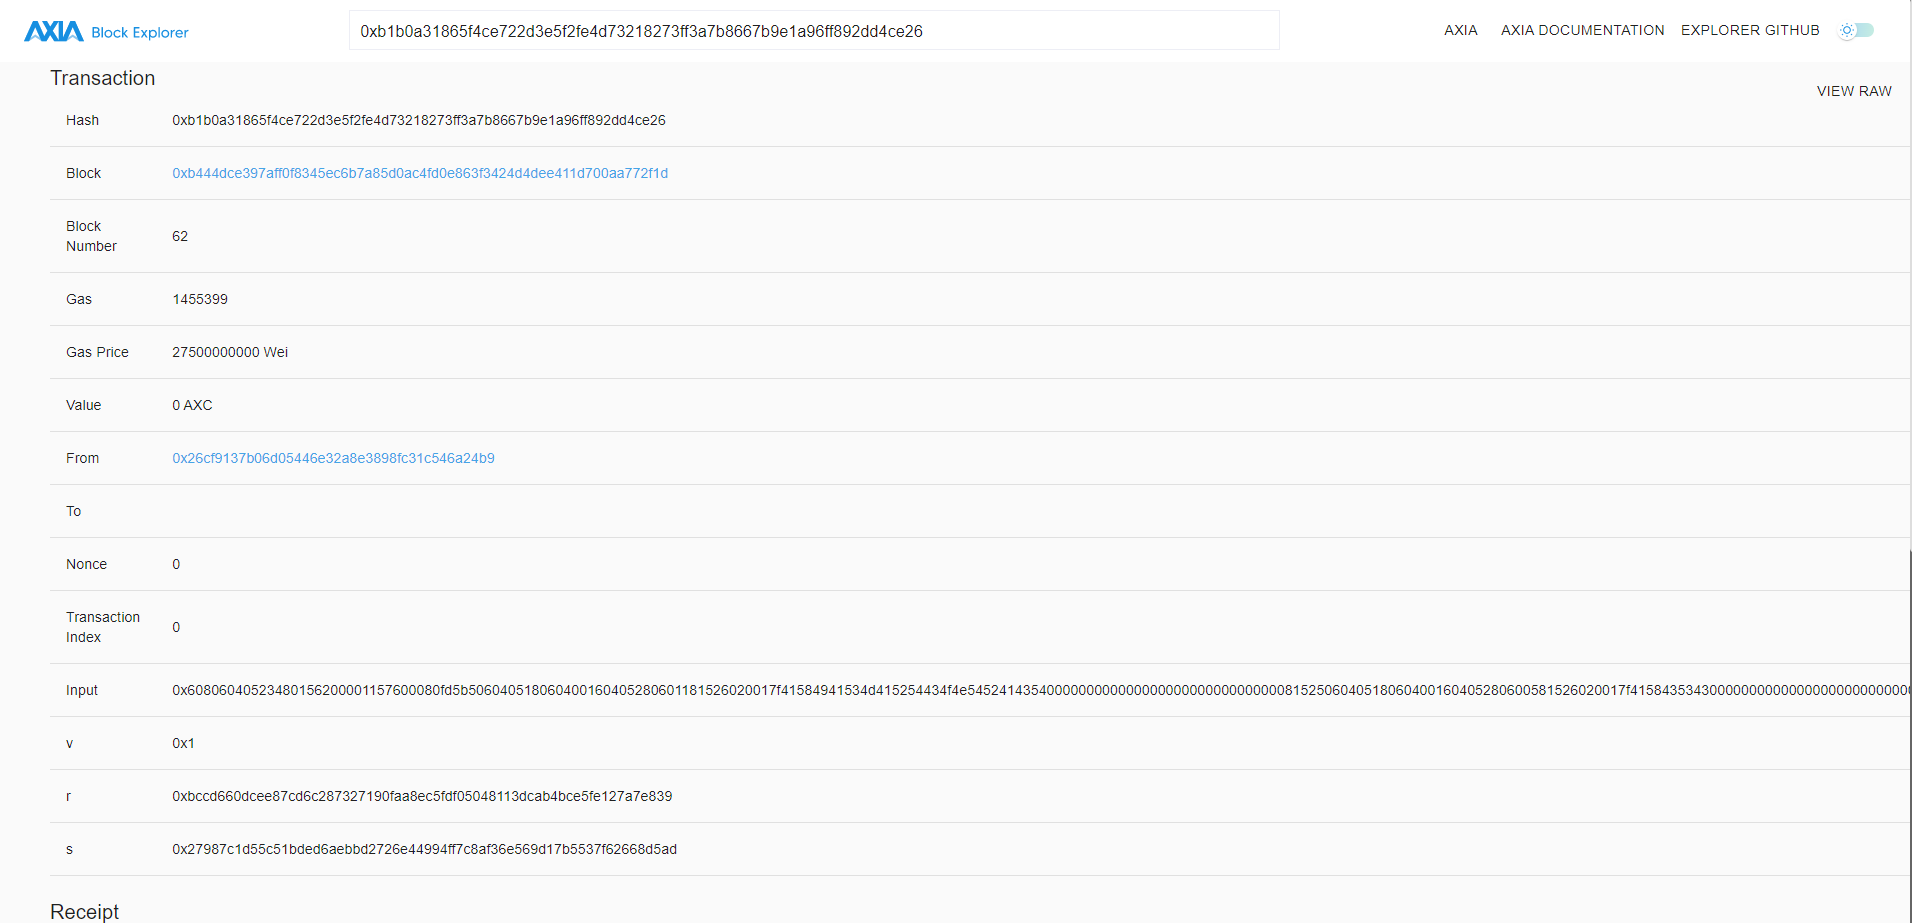 AXIA Block Explorer
0xb1b0a31865f4ce722d3e5f2fe4d73218273ff3a7b8667b9e1a96ff892dd4ce26
AXIA AXIA DOCUMENTATION EXPLORER GITHUB
Transaction
VIEW RAW
Hash 0xb1b0a31865f4ce722d3e5f2fe4d73218273ff3a7b8667b9e1a96ff892dd4ce26
Block 0xb444dce397aff0f8345ec6b7a85d0ac4fd0e863f3424d4dee411d700aa772f1d
Block
Number 62
Gas 1455399
Gas Price 27500000000 Wei
Value 0 AXC
From 0x26cf9137b06d05446e32a8e3898fc31c546a24b9
To
Nonce 0
Transaction
Index 0
v 0x1
r 0xbccd660dcee87cd6c287327190faa8ec5fdf05048113dcab4bce5fe127a7e839
s 0x27987c1d55c51bded6aebbd2726e44994ff7c8af36e569d17b5537f62668d5ad
Input
Receipt